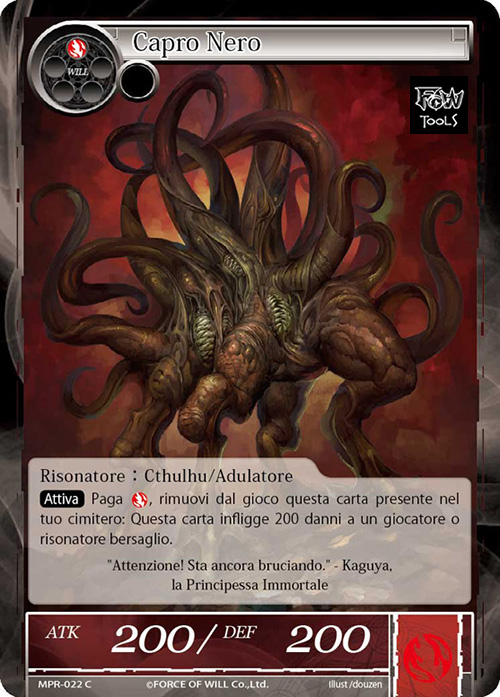 Capro Nero
WILL
FOW
TOOLS
Risonatore : Cthulhu/Adulatore
Attiva Paga , rimuovi dal gioco questa carta presente nel
tuo cimitero: Questa carta infligge 200 danni a un giocatore o
risonatore bersaglio.
"Attenzione! Sta ancora bruciando." - Kaguya,
la Principessa Immortale
ATK 200 / DEF 200
MPR-022 C ©FORCE OF WILL Co.,Ltd. Illust/douzen